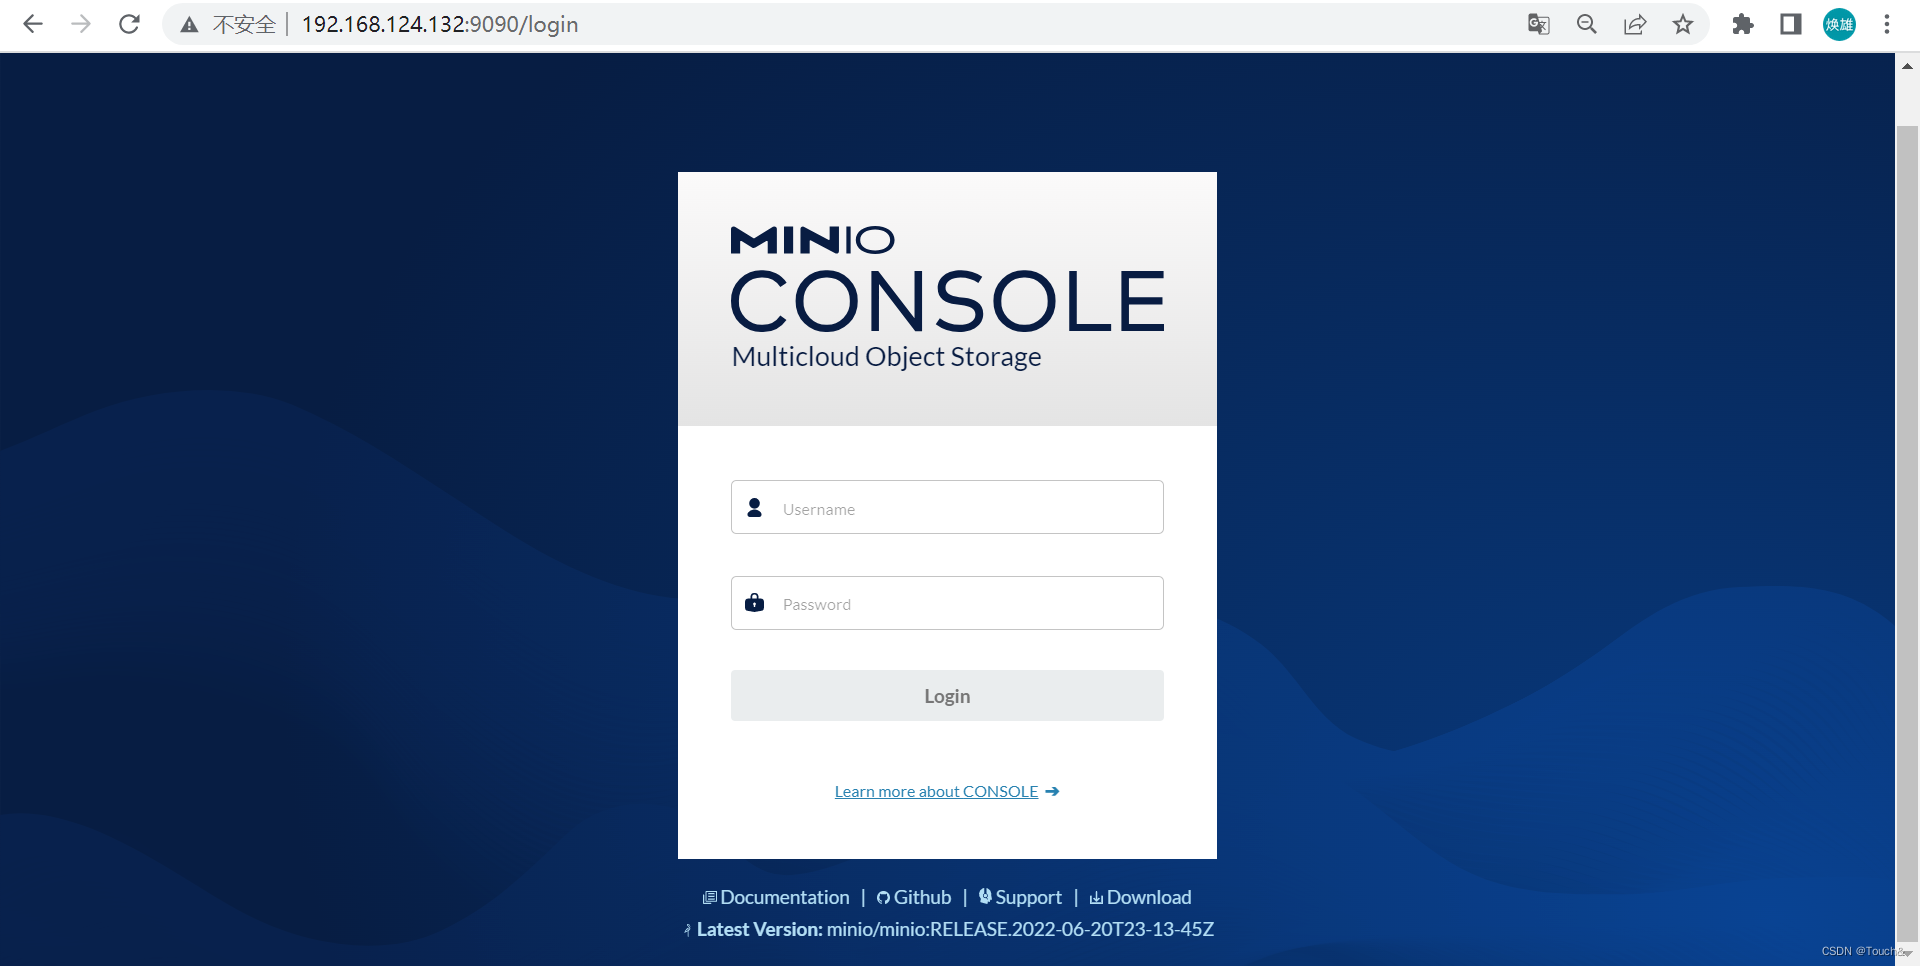 不安全 192.168.124.132:9090/login
焕雄
MINIO
CONSOLE
Multicloud Object Storage
Username
Password
Login
Learn more about CONSOLE ➔
Documentation | Github | Support | Download
Latest Version: minio/minio:RELEASE.2022-06-20T23-13-45Z
CSDN @Touch&